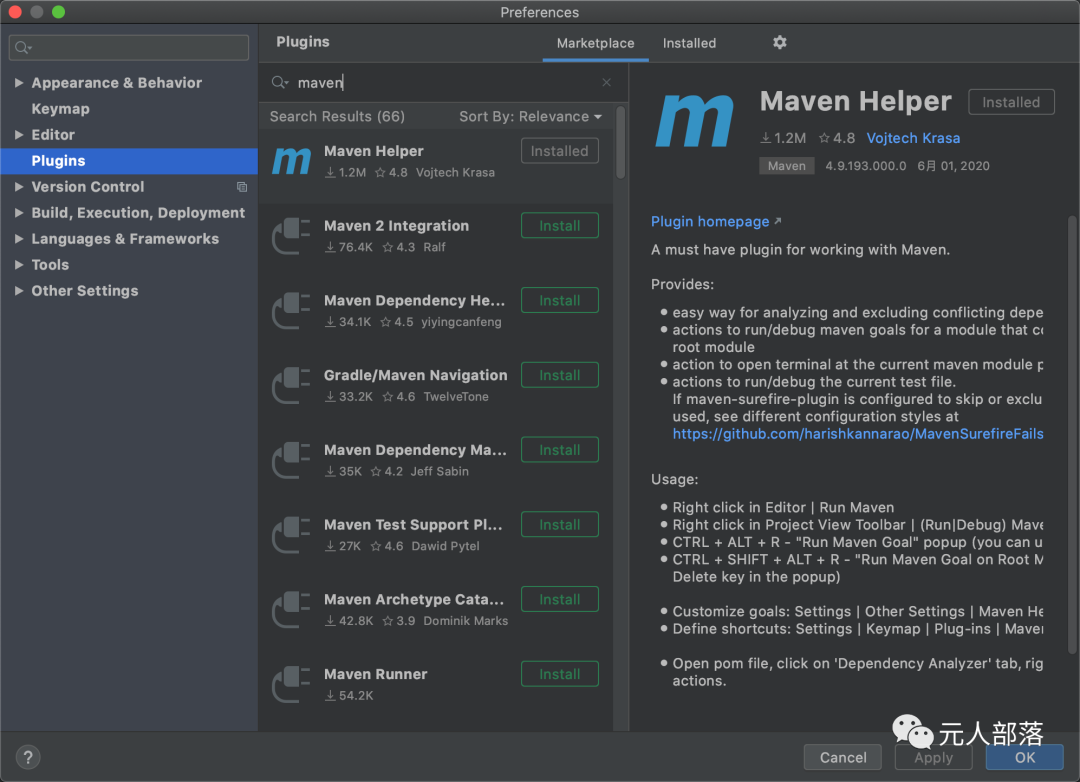 Preferences
Appearance & Behavior
Keymap
Editor
Plugins
Version Control
Build, Execution, Deployment
Languages & Frameworks
Tools
Other Settings
Plugins
Marketplace
Installed
maven
Search Results (66)
Sort By: Relevance
Maven Helper
Installed
1.2M 4.8 Vojtech Krasa
Maven 2 Integration
Install
76.4K 4.3 Ralf
Maven Dependency He...
Install
34.1K 4.5 yiyingcanfeng
Gradle/Maven Navigation
Install
33.2K 4.6 TwelveTone
Maven Dependency Ma...
Install
35K 4.2 Jeff Sabin
Maven Test Support Pl...
Install
27K 4.6 Dawid Pytel
Maven Archetype Cata...
Install
42.8K 3.9 Dominik Marks
Maven Runner
Install
54.2K
Maven Helper
Installed
1.2M 4.8 Vojtech Krasa
Maven 4.9.193.000.0 6月 01, 2020
Plugin homepage
A must have plugin for working with Maven.
Provides:
easy way for analyzing and excluding conflicting depe
actions to run/debug maven goals for a module that
root module
action to open terminal at the current maven module p
actions to run/debug the current test file.
If maven-surefire-plugin is configured to skip or exclu
used, see different configuration styles at
https://github.com/harishkannarao/MavenSurefireFails
Usage:
Right click in Editor | Run Maven
Right click in Project View Toolbar | (Run|Debug) Mave
CTRL + ALT + R - "Run Maven Goal" popup (you can u
CTRL + SHIFT + ALT + R - "Run Maven Goal on Root M
Delete key in the popup)
Customize goals: Settings | Other Settings | Maven He
Define shortcuts: Settings | Keymap | Plug-ins | Maven
Open pom file, click on 'Dependency Analyzer' tab, rig
actions.
元人部落
?
Cancel
Apply
OK